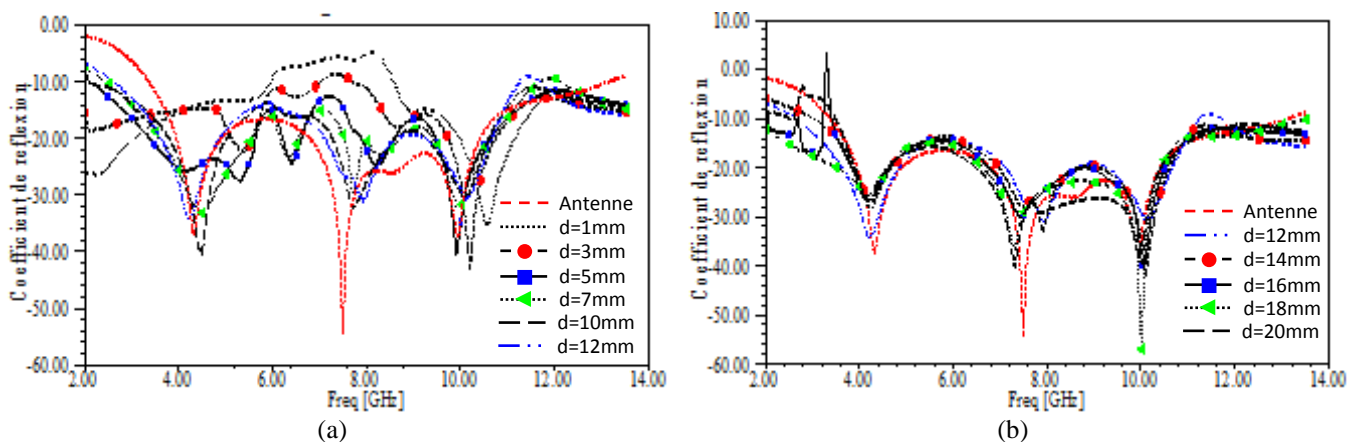 0.00
-10.00
-20.00
-30.00
-40.00
-50.00
-60.00
Coefficient de reflexion
2.00 4.00 6.00 8.00 10.00 12.00 14.00
Freq [GHz]
Antenne
d=1mm
d=3mm
d=5mm
d=7mm
d=10mm
d=12mm
(a)
10.00
0.00
-10.00
-20.00
-30.00
-40.00
-50.00
-60.00
Coefficient de reflexion
2.00 4.00 6.00 8.00 10.00 12.00 14.00
Freq [GHz]
Antenne
d=12mm
d=14mm
d=16mm
d=18mm
d=20mm
(b)